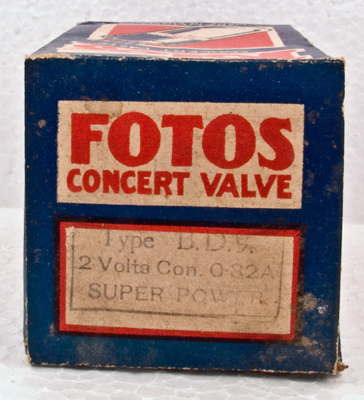 FOTOS
CONCERT VALVE
Type B.D.9.
2 Volts Con. 0·32A
SUPER POWER